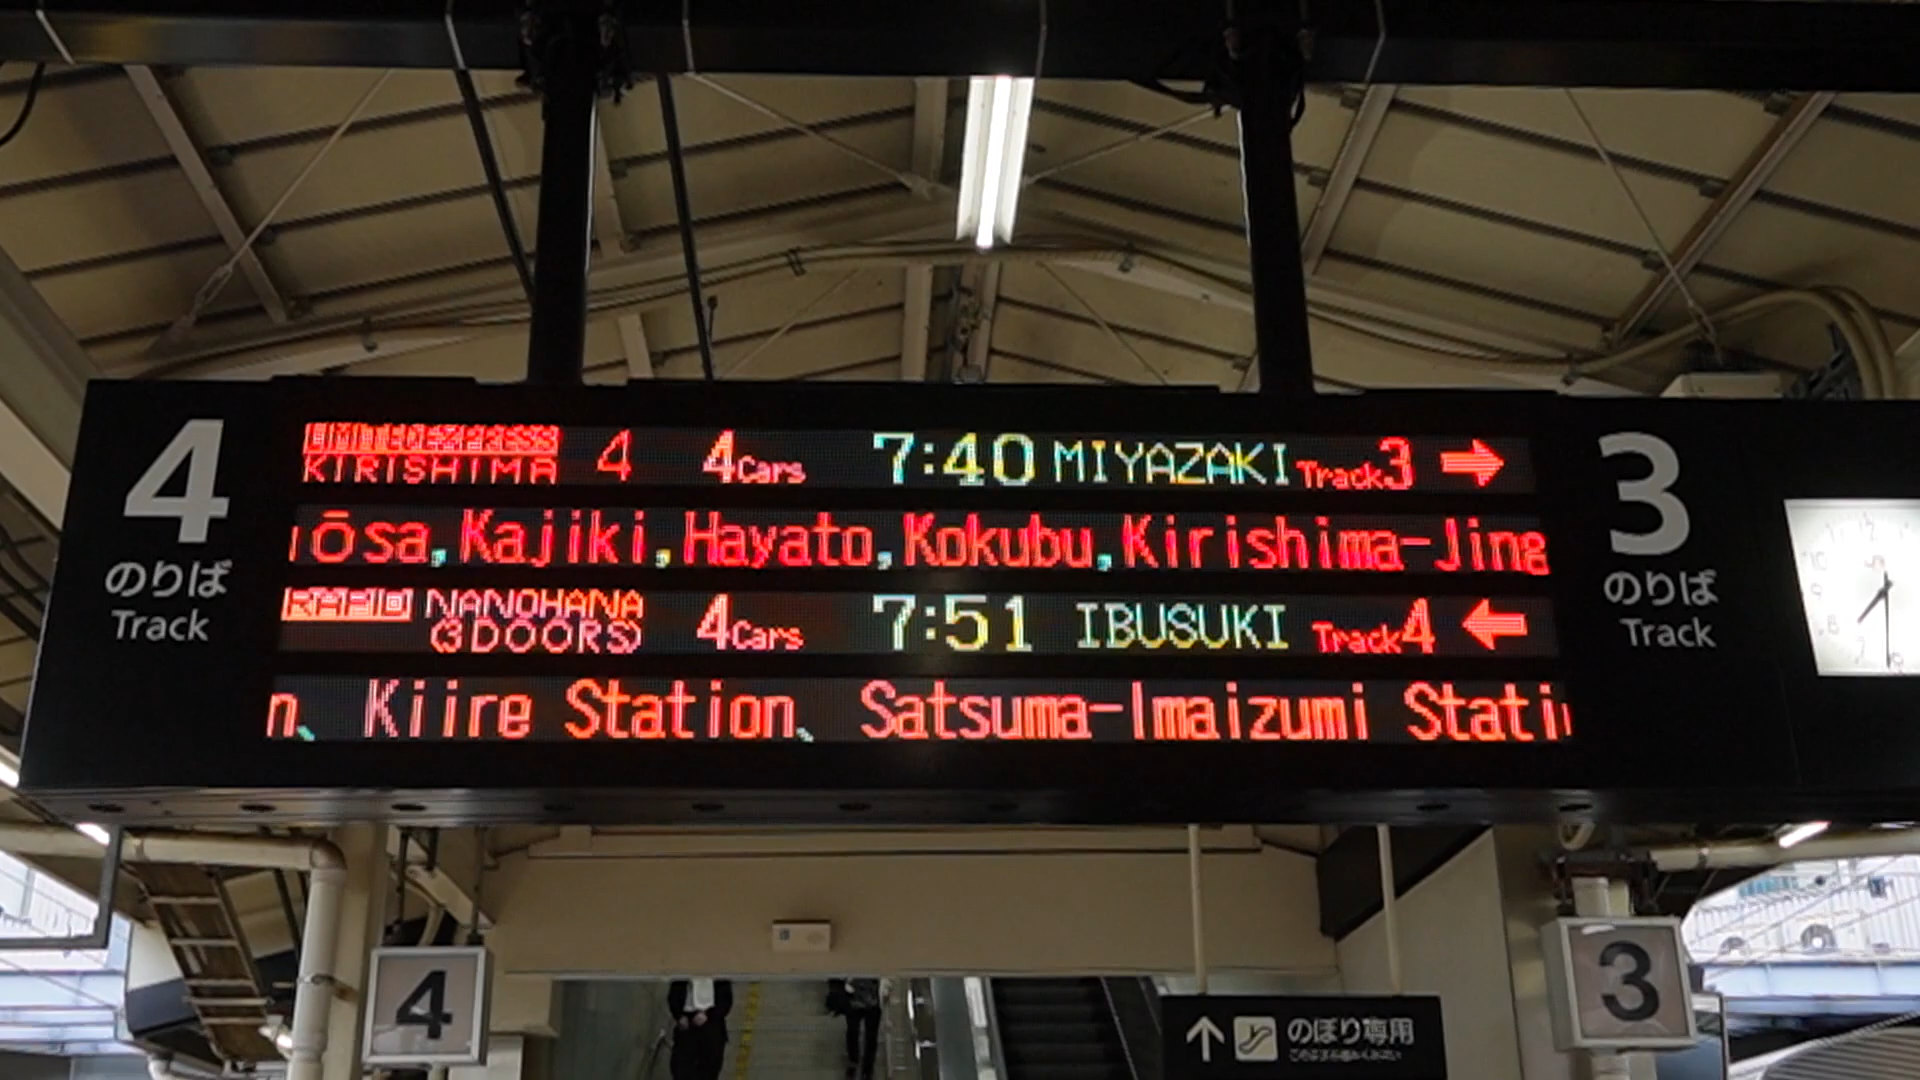 4
のりば
Track
LIMITED EXPRESS
KIRISHIMA 4 4Cars 7:40 MIYAZAKI Track3 →
ōsa,Kajiki,Hayato,Kokubu,Kirishima-Jing
RAPID NANOHANA (3DOORS) 4Cars 7:51 IBUSUKI Track4 ←
n、 Kiire Station、 Satsuma-Imaizumi Stati
3
のりば
Track
4
3
↑ のぼり専用